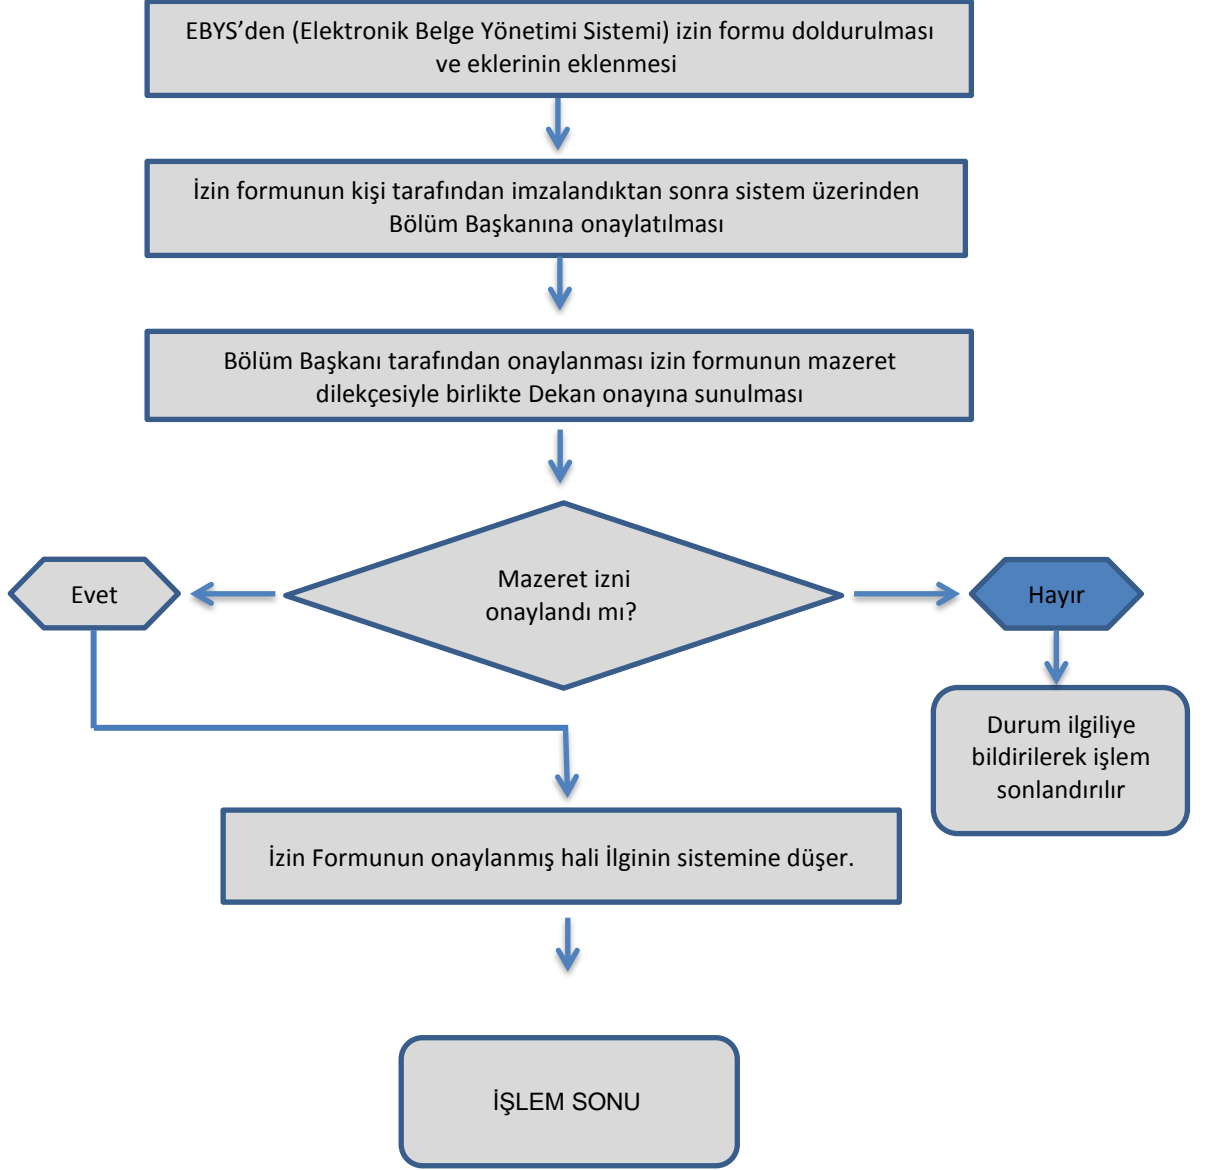 EBYS’den (Elektronik Belge Yönetimi Sistemi) izin formu doldurulması
ve eklerinin eklenmesi
İzin formunun kişi tarafından imzalandıktan sonra sistem üzerinden
Bölüm Başkanına onaylatılması
Bölüm Başkanı tarafından onaylanması izin formunun mazeret
dilekçesiyle birlikte Dekan onayına sunulması
Mazeret izni
onaylandı mı?
Evet
Hayır
Durum ilgiliye
bildirilerek işlem
sonlandırılır
İzin Formunun onaylanmış hali İlginin sistemine düşer.
İŞLEM SONU